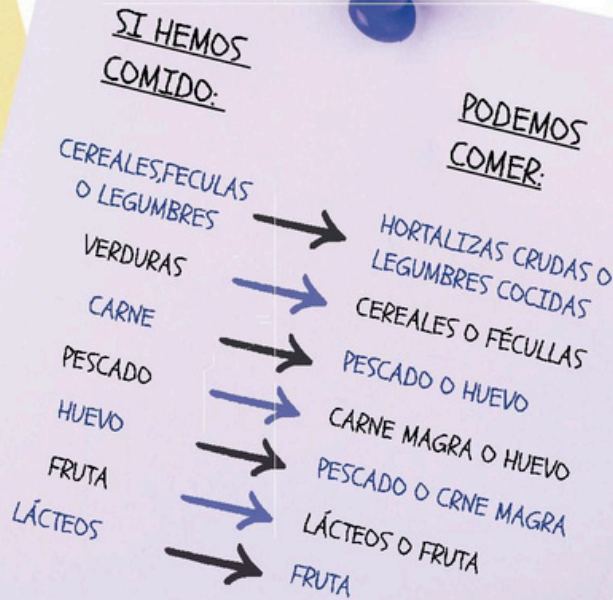 SI HEMOS
COMIDO:
CEREALES,FECULAS
O LEGUMBRES
VERDURAS
CARNE
PESCADO
HUEVO
FRUTA
LÁCTEOS
PODEMOS
COMER:
HORTALIZAS CRUDAS O
LEGUMBRES COCIDAS
CEREALES O FÉCULLAS
PESCADO O HUEVO
CARNE MAGRA O HUEVO
PESCADO O CRNE MAGRA
LÁCTEOS O FRUTA
FRUTA